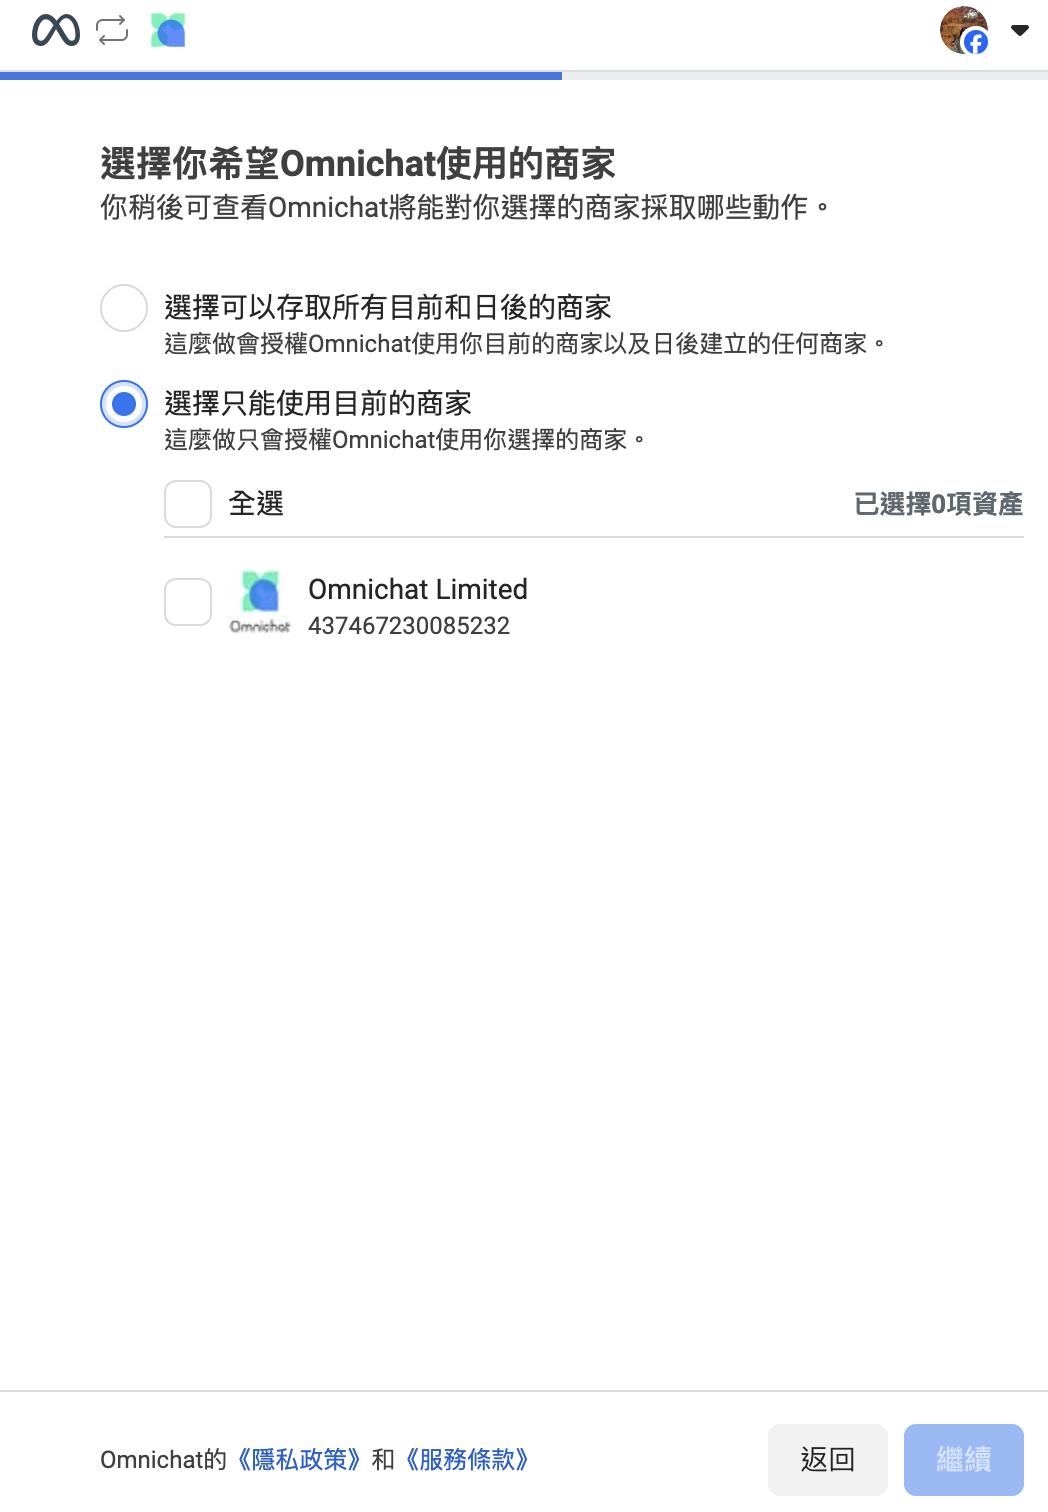 選擇你希望Omnichat使用的商家
你稍後可查看Omnichat將能對你選擇的商家採取哪些動作。
選擇可以存取所有目前和日後的商家
這麼做會授權Omnichat使用你目前的商家以及日後建立的任何商家。
選擇只能使用目前的商家
這麼做只會授權Omnichat使用你選擇的商家。
全選
已選擇0項資產
Omnichat Limited
Omnichat
437467230085232
Omnichat的《隱私政策》和《服務條款》
返回
繼續